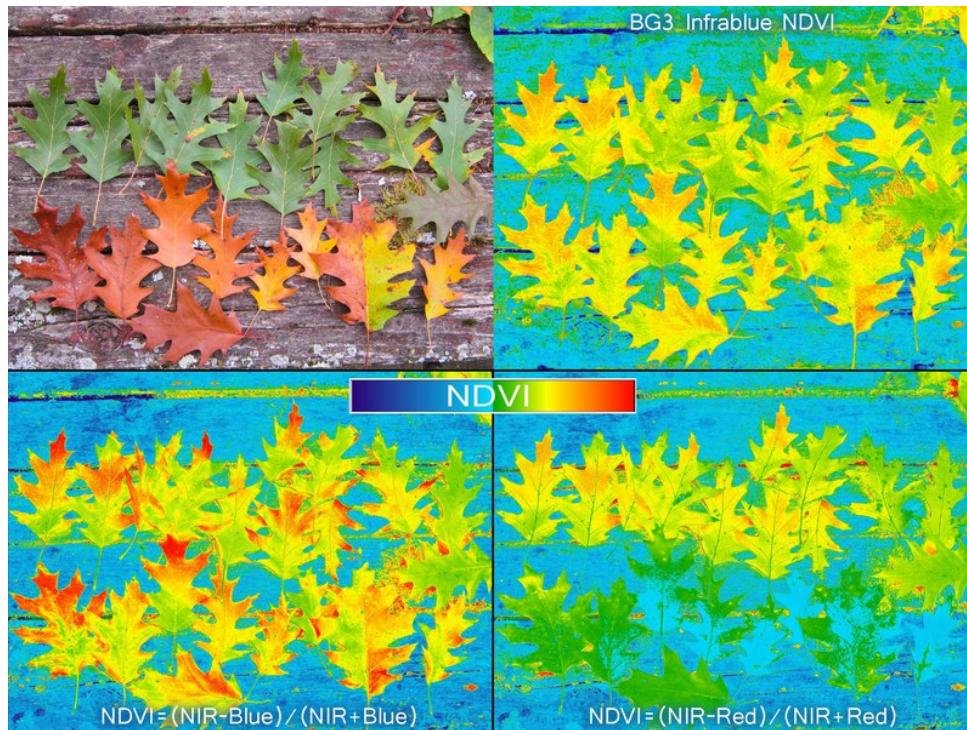 BG3 Infrablue NDVI
NDVI
NDVI=(NIR-Blue)/(NIR+Blue)
NDVI=(NIR-Red)/(NIR+Red)